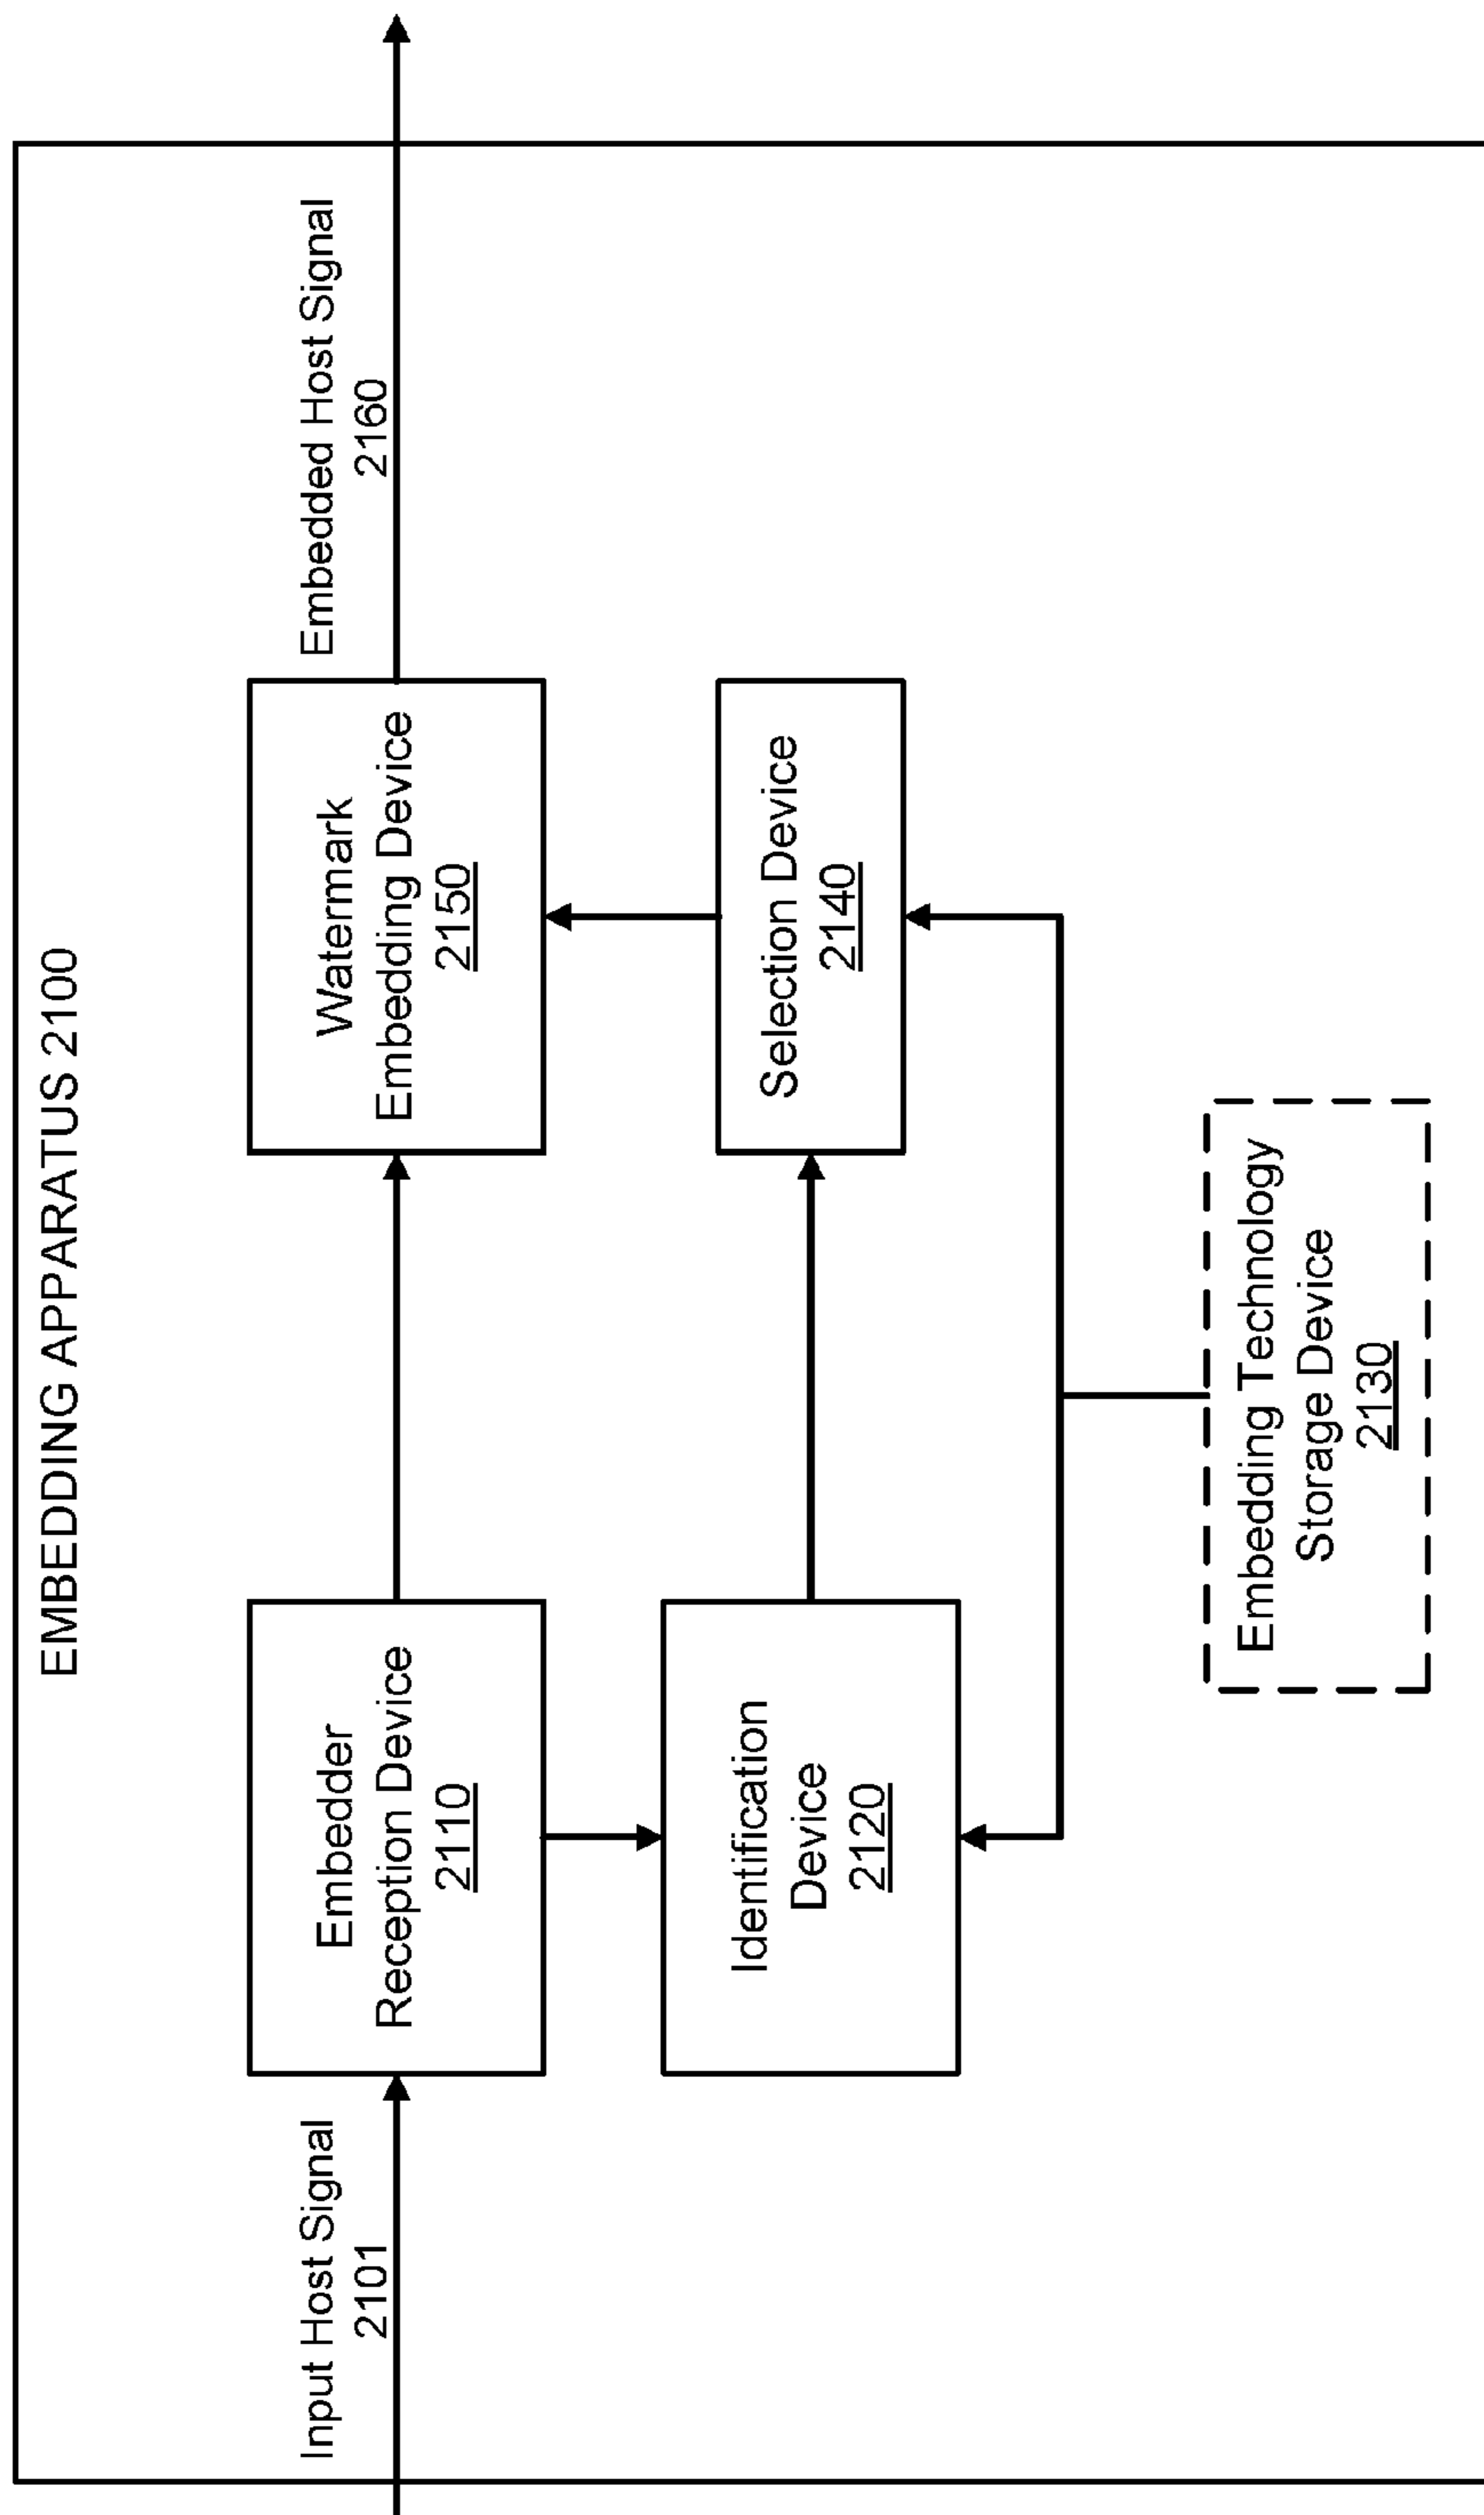 EMBEDDING APPARATUS 2100
Input Host Signal
2101
Embedder
Reception Device
2110
Watermark
Embedding Device
2150
Embedded Host Signal
2160
Identification
Device
2120
Selection Device
2140
Embedding Technology
Storage Device
2130